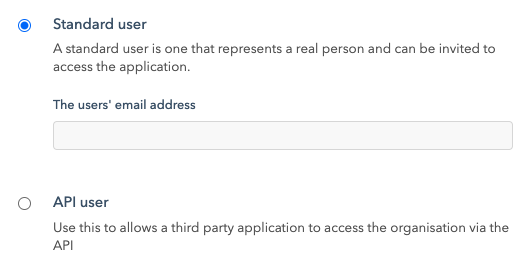 Standard user
A standard user is one that represents a real person and can be invited to
access the application.
The users' email address
API user
Use this to allows a third party application to access the organisation via the
API